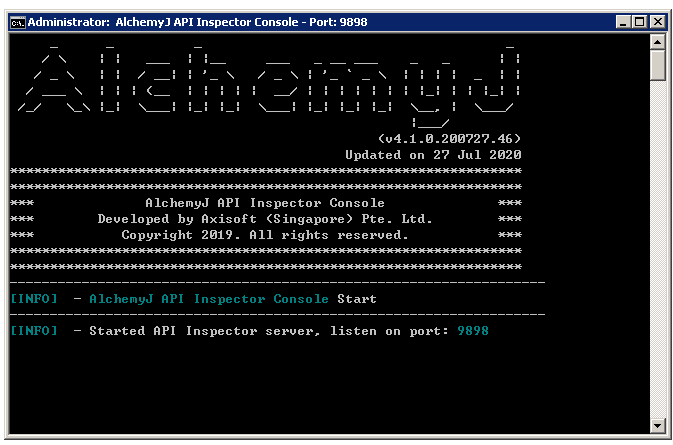 Administrator: AlchemyJ API Inspector Console - Port: 9898
AlchemyJ
(v4.1.0.200727.46)
Updated on 27 Jul 2020
****************************************************************
****************************************************************
*** AlchemyJ API Inspector Console ***
*** Developed by Axisoft (Singapore) Pte. Ltd. ***
*** Copyright 2019. All rights reserved. ***
****************************************************************
****************************************************************
-------------------------------------------------------------------
[INFO] - AlchemyJ API Inspector Console Start
-------------------------------------------------------------------
[INFO] - Started API Inspector server, listen on port: 9898